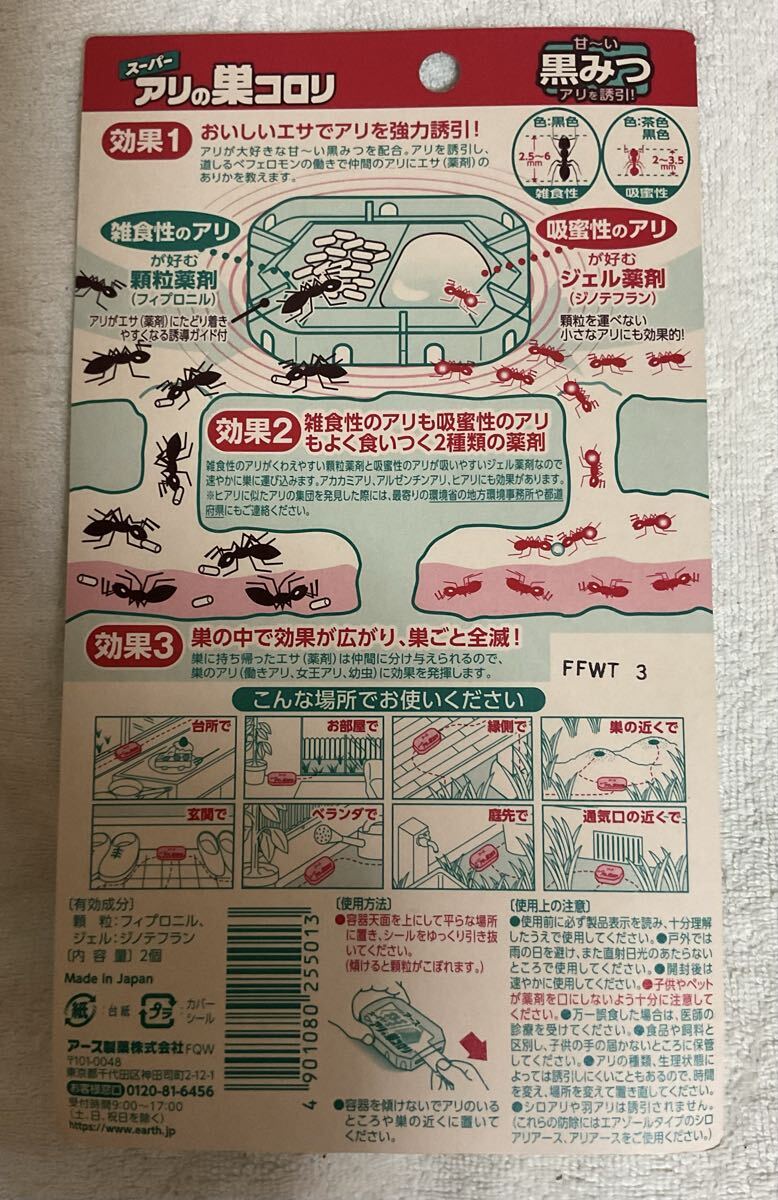 スーパー
アリの巣コロリ
甘〜い
黒みつ
アリを誘引!
効果1
おいしいエサでアリを強力誘引!
アリが大好きな甘〜い黒みつを配合。アリを誘引し、
道しるべフェロモンの働きで仲間のアリにエサ(薬剤)の
ありかを教えます。
色:黒色
2.5〜6
mm
雑食性
色:茶色
黒色
2〜3.5
mm
吸蜜性
雑食性のアリ
が好む
顆粒薬剤
(フィプロニル)
アリがエサ(薬剤)にたどり着き
やすくなる誘導ガイド付
吸蜜性のアリ
が好む
ジェル薬剤
(ジノテフラン)
顆粒を運べない
小さなアリにも効果的!
効果2
雑食性のアリも吸蜜性のアリ
もよく食いつく2種類の薬剤
雑食性のアリがくわえやすい顆粒薬剤と吸蜜性のアリが吸いやすいジェル薬剤なので
速やかに巣に運び込みます。アカカミアリ、アルゼンチンアリ、ヒアリにも効果があります。
※ヒアリに似たアリの集団を発見した際には、最寄りの環境省の地方環境事務所や都道
府県にもご連絡ください。
効果3
巣の中で効果が広がり、巣ごと全滅!
巣に持ち帰ったエサ(薬剤)は仲間に分け与えられるので、
巣のアリ(働きアリ、女王アリ、幼虫)に効果を発揮します。
FFWT 3
こんな場所でお使いください
台所で
お部屋で
縁側で
巣の近くで
玄関で
ベランダで
庭先で
通気口の近くで
〔有効成分〕
顆 粒:フィプロニル、
ジェル:ジノテフラン
〔内 容 量〕2個
Made in Japan
紙
:台紙
プラ
:カバー
シール
アース製薬株式会社 FQW
〒101-0048
東京都千代田区神田司町2-12-1
お客様窓口 0120-81-6456
受付時間9:00〜17:00
(土、日、祝日を除く)
https://www.earth.jp
4 901080 255013
〔使用方法〕
●容器天面を上にして平らな場所
に置き、シールをゆっくり引き抜
いてください。
(傾けると顆粒がこぼれます。)
●容器を傾けないでアリのいる
ところや巣の近くに置いて
ください。
〔使用上の注意〕
●使用前に必ず製品表示を読み、十分理解
したうえで使用してください。●戸外では
雨の日を避け、また直射日光のあたらない
ところで使用してください。●開封後は
速やかに使用してください。●子供やペット
が薬剤を口にしないよう十分に注意して
ください。●万一誤食した場合は、医師の
診療を受けてください。●食品や飼料と
区別し、子供の手の届かないところに保管
してください。●アリの種類、生理状態に
よっては誘引しにくいこともあるので、時間
を変え、場所を変えて置き直してください。
●シロアリや羽アリは誘引されません。
(これらの防除にはエアゾールタイプのシロ
アリアース、アリアースをご使用ください。)